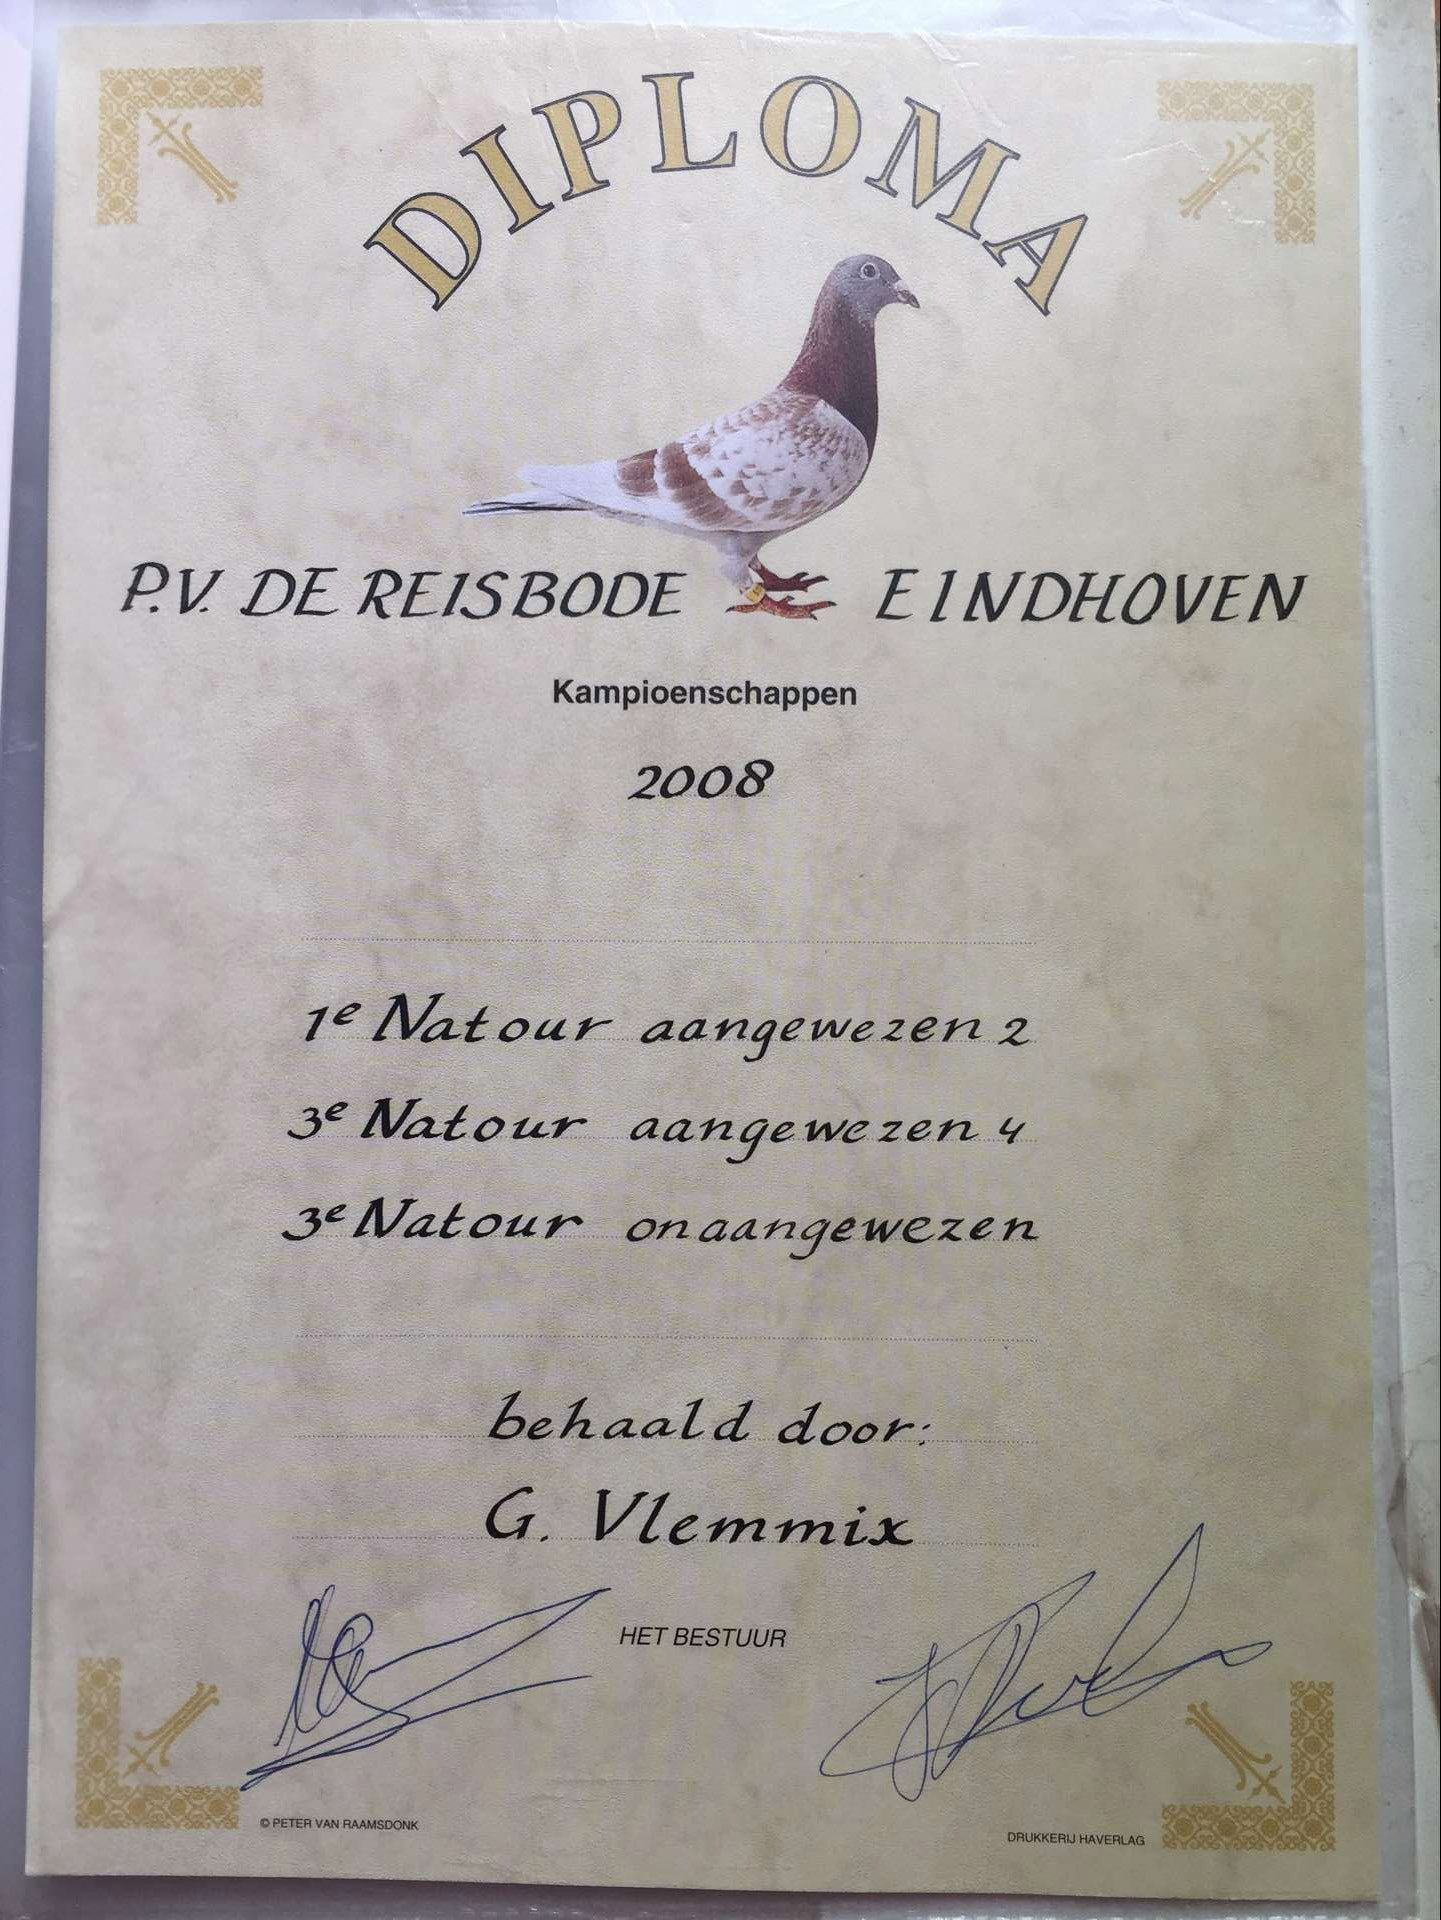 DIPLOMA
P.V. DE REISBODE EINDHOVEN
Kampioenschappen
2008
1e Natour aangewezen 2
3e Natour aangewezen 4
3e Natour onaangewezen
behaald door:
G. Vlemmix
HET BESTUUR
© PETER VAN RAAMSDONK
DRUKKERIJ HAVERLAG